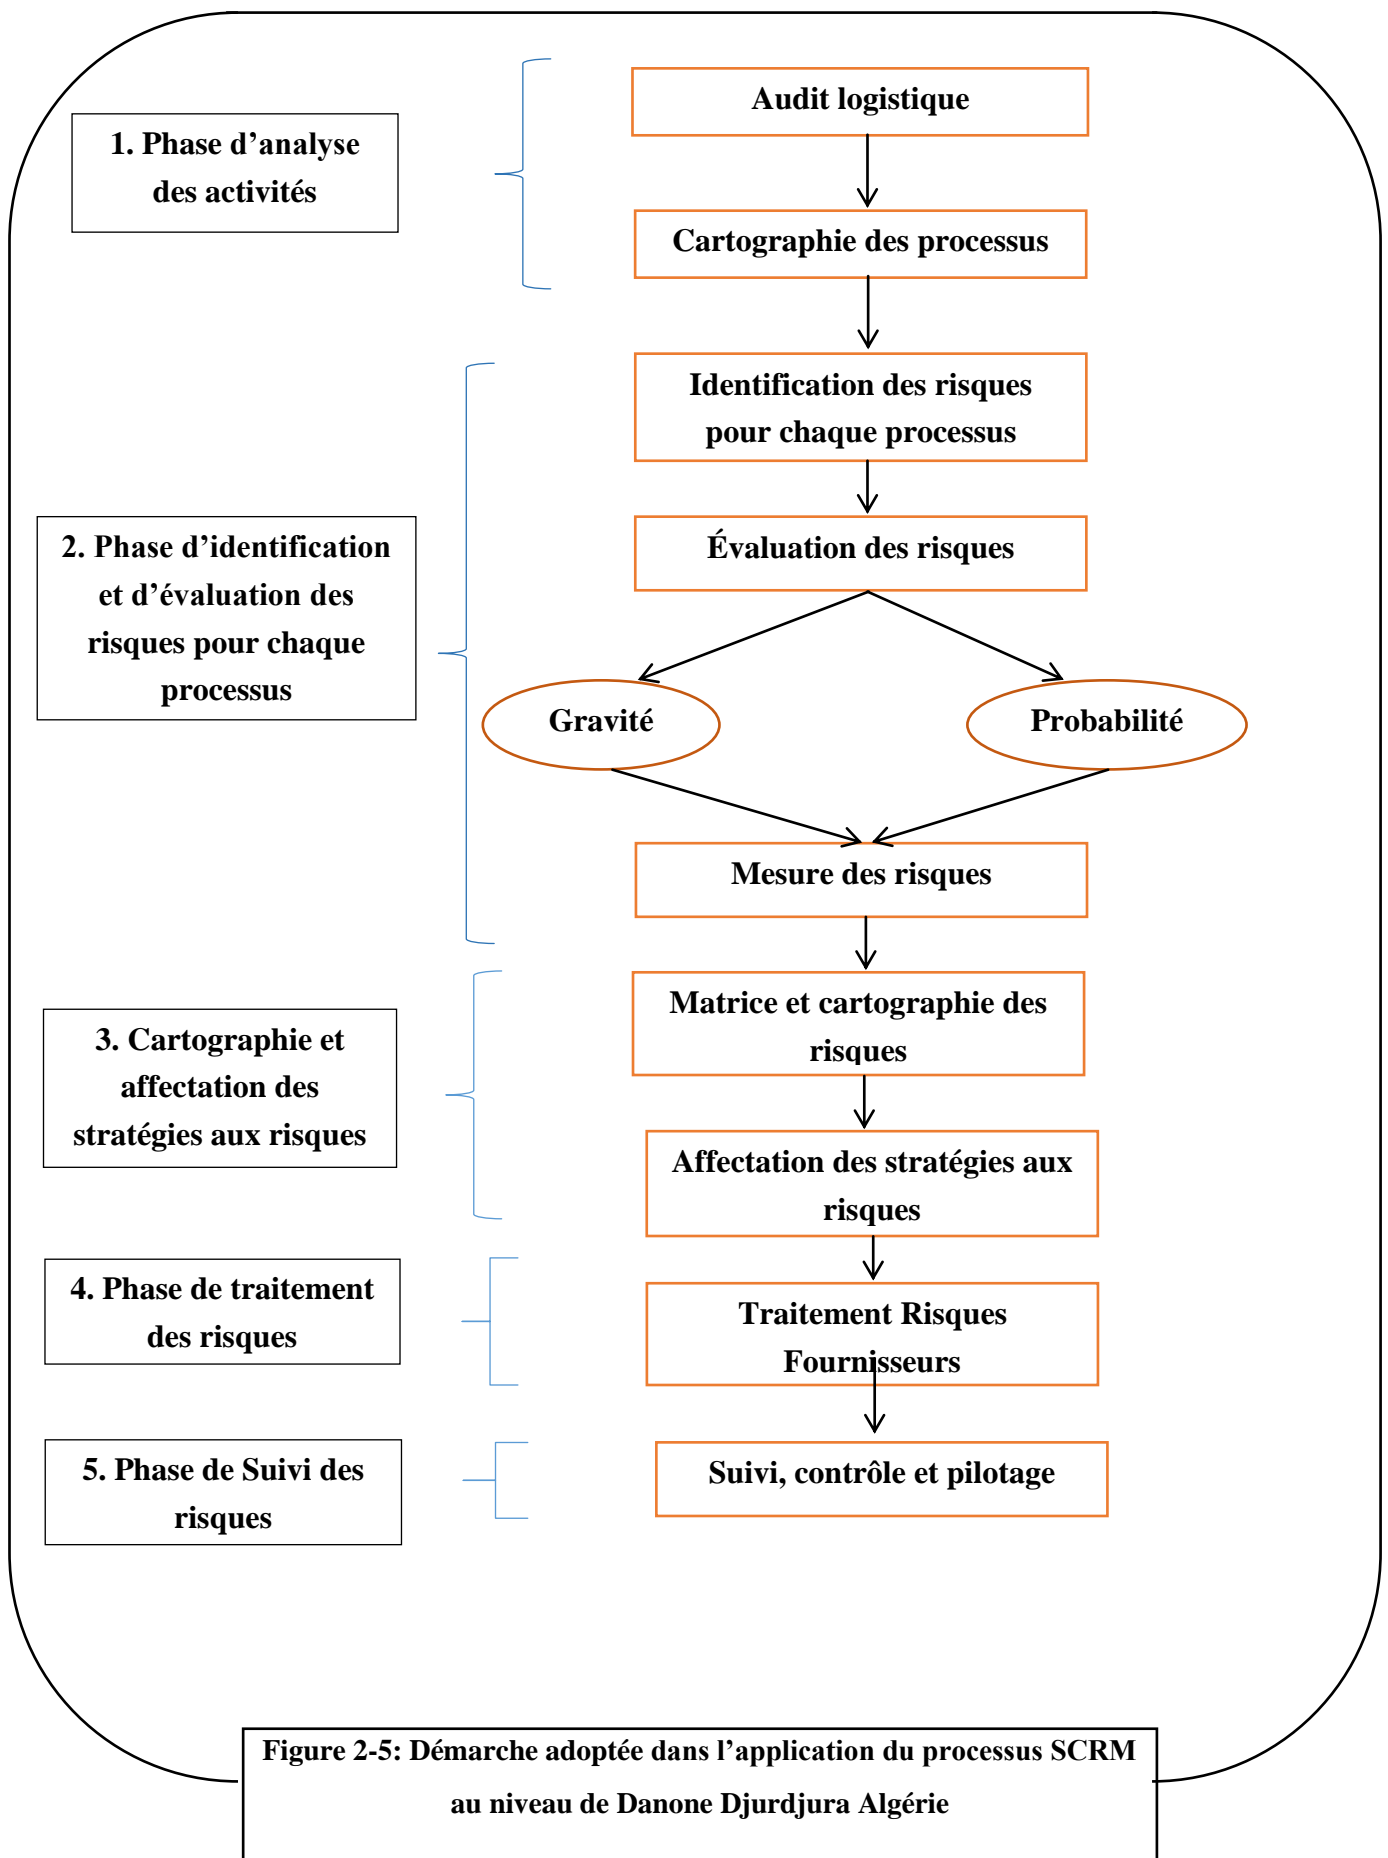 Audit logistique
1. Phase d’analyse
des activités
Cartographie des processus
Identification des risques
pour chaque processus
Évaluation des risques
2. Phase d’identification
et d’évaluation des
risques pour chaque
processus
Gravité
Probabilité
Mesure des risques
Matrice et cartographie des
risques
3. Cartographie et
affectation des
stratégies aux risques
Affectation des stratégies aux
risques
4. Phase de traitement
des risques
Traitement Risques
Fournisseurs
5. Phase de Suivi des
risques
Suivi, contrôle et pilotage
Figure 2-5: Démarche adoptée dans l’application du processus SCRM
au niveau de Danone Djurdjura Algérie